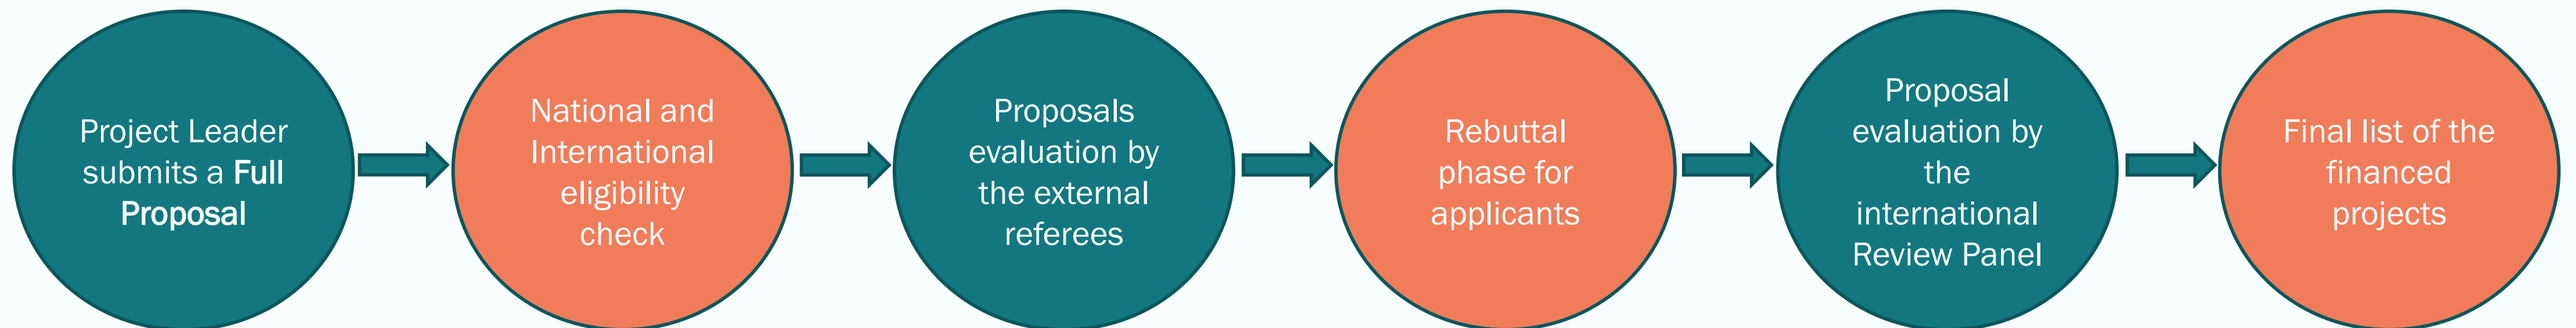 Project Leader
submits a Full
Proposal
National and
International
eligibility
check
Proposals
evaluation by
the external
referees
Rebuttal
phase for
applicants
Proposal
evaluation by
the
international
Review Panel
Final list of the
financed
projects